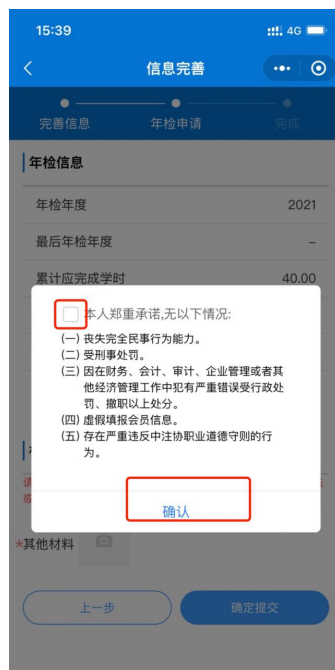 15:39
4G
信息完善
完善信息
年检申请
完成
年检信息
年检年度
2021
最后年检年度
–
累计应完成学时
40.00
本人郑重承诺,无以下情况:
(一) 丧失完全民事行为能力。
(二) 受刑事处罚。
(三) 因在财务、会计、审计、企业管理或者其
他经济管理工作中犯有严重错误受行政处
罚、撤职以上处分。
(四) 虚假填报会员信息。
(五) 存在严重违反中注协职业道德守则的行
为。
确认
*其他材料
上一步
确定提交